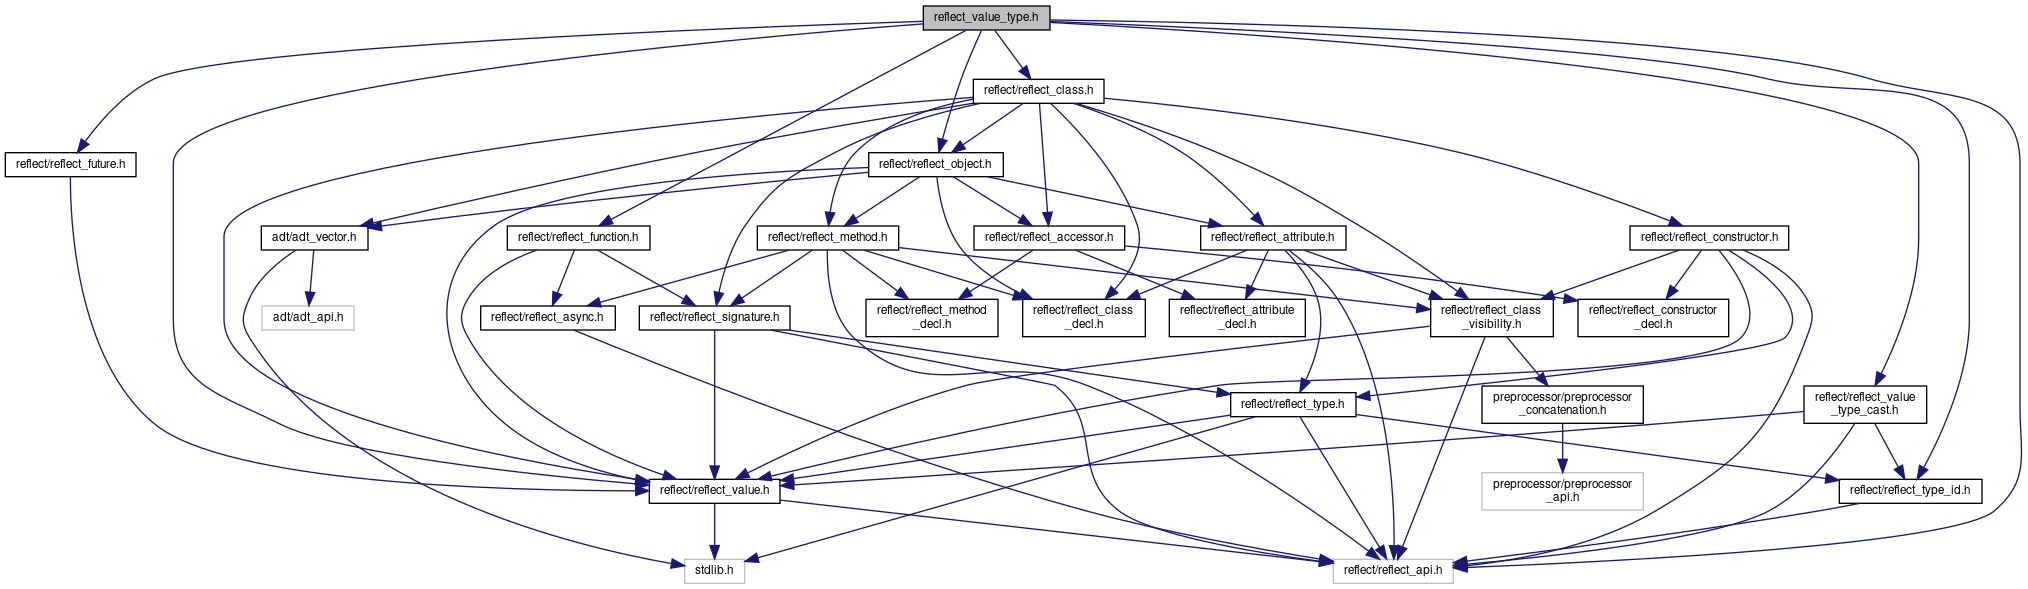 reflect_value_type.h
reflect/reflect_class.h
reflect/reflect_future.h
reflect/reflect_object.h
adt/adt_vector.h
reflect/reflect_function.h
reflect/reflect_method.h
reflect/reflect_accessor.h
reflect/reflect_attribute.h
reflect/reflect_constructor.h
adt/adt_api.h
reflect/reflect_async.h
reflect/reflect_signature.h
reflect/reflect_method
_decl.h
reflect/reflect_class
_decl.h
reflect/reflect_attribute
_decl.h
reflect/reflect_class
_visibility.h
reflect/reflect_constructor
_decl.h
reflect/reflect_type.h
preprocessor/preprocessor
_concatenation.h
reflect/reflect_value
_type_cast.h
reflect/reflect_value.h
preprocessor/preprocessor
_api.h
reflect/reflect_type_id.h
stdlib.h
reflect/reflect_api.h